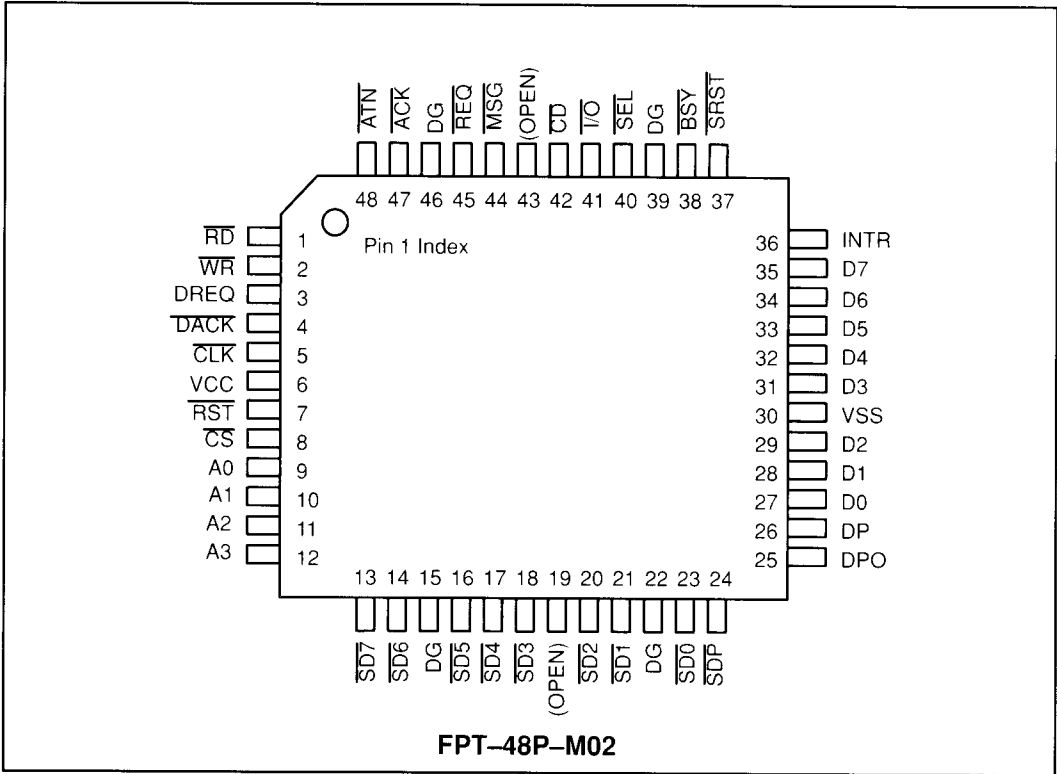 ATN
ACK
DG
REQ
MSG
(OPEN)
CD
I/O
SEL
DG
BSY
SRST
48 47 46 45 44 43 42 41 40 39 38 37
Pin 1 Index
RD 1
WR 2
DREQ 3
DACK 4
CLK 5
VCC 6
RST 7
CS 8
A0 9
A1 10
A2 11
A3 12
36 INTR
35 D7
34 D6
33 D5
32 D4
31 D3
30 VSS
29 D2
28 D1
27 D0
26 DP
25 DPO
13 14 15 16 17 18 19 20 21 22 23 24
SD7
SD6
DG
SD5
SD4
SD3
(OPEN)
SD2
SD1
DG
SD0
SDP
FPT–48P–M02